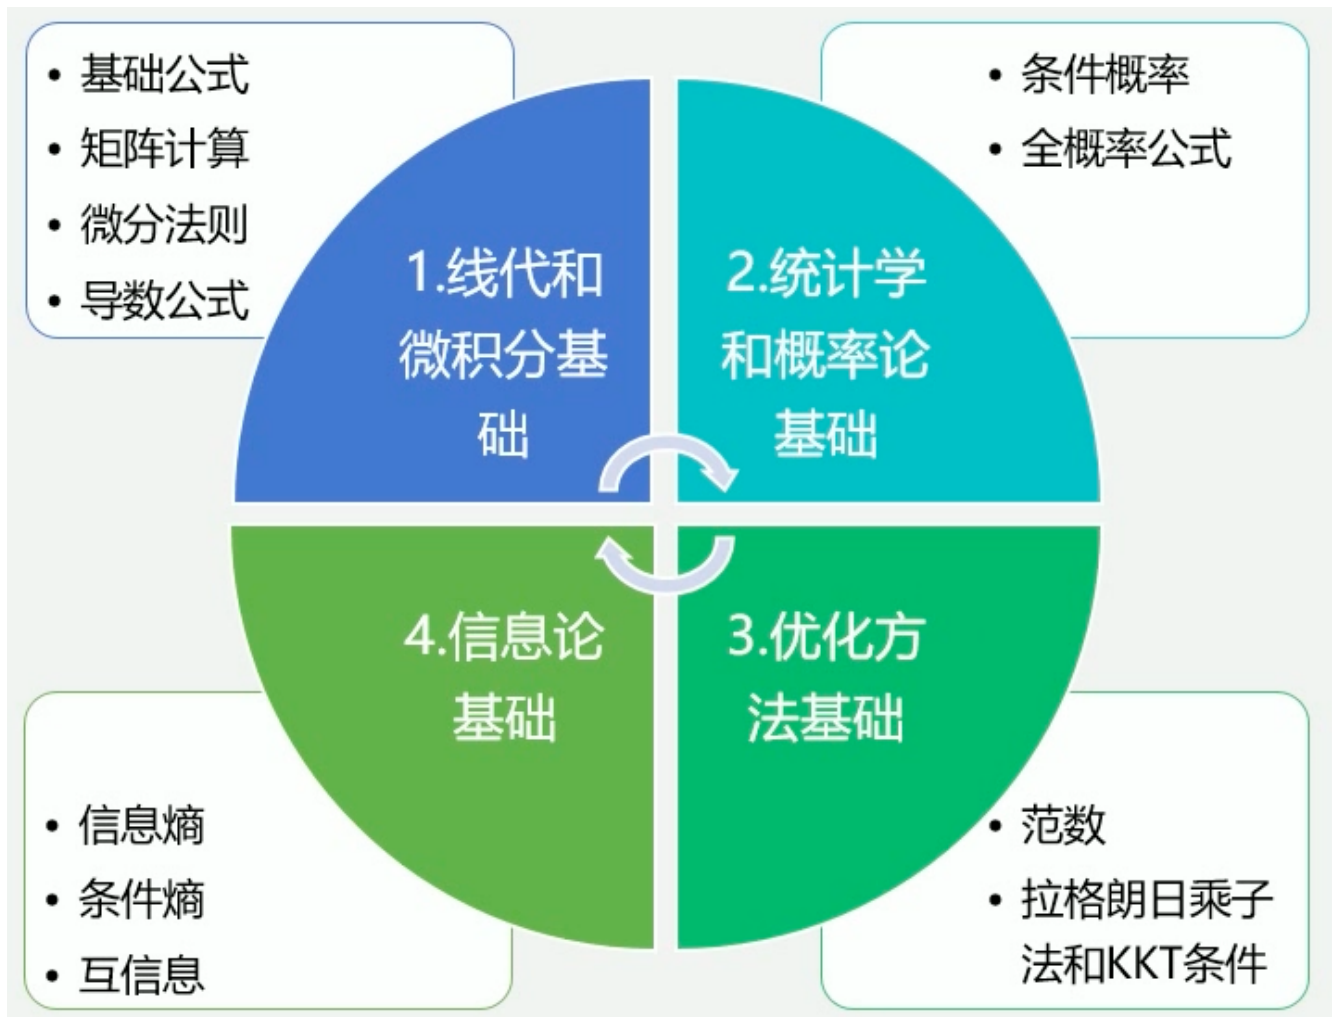 • 基础公式
• 矩阵计算
• 微分法则
• 导数公式
1.线代和
微积分基
础
• 条件概率
• 全概率公式
2.统计学
和概率论
基础
4.信息论
基础
• 信息熵
• 条件熵
• 互信息
3.优化方
法基础
• 范数
• 拉格朗日乘子
法和KKT条件